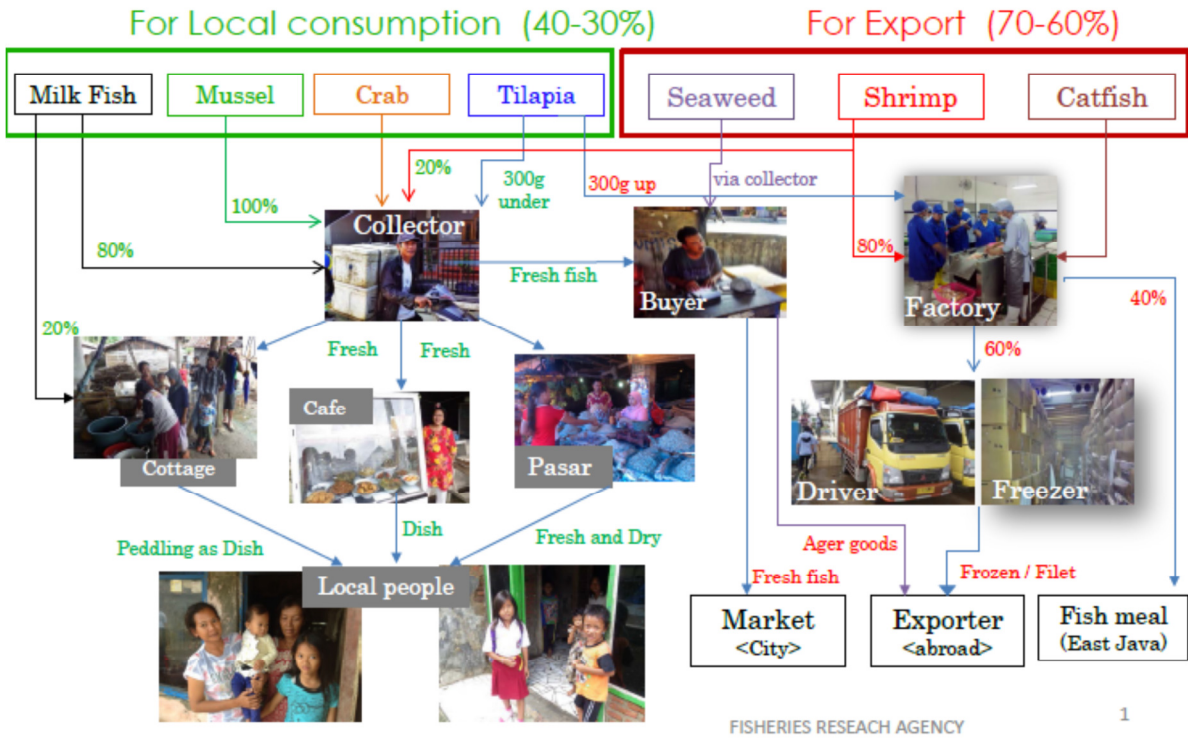 For Local consumption (40-30%)
For Export (70-60%)
Milk Fish
Mussel
Crab
Tilapia
Seaweed
Shrimp
Catfish
20%
300g
under
300g up
via collector
100%
Collector
80%
80%
Fresh fish
Buyer
Factory
40%
20%
Fresh
Fresh
60%
Cafe
Cottage
Pasar
Driver
Freezer
Dish
Peddling as Dish
Fresh and Dry
Ager goods
Local people
Fresh fish
Frozen / Filet
Market
<City>
Exporter
<abroad>
Fish meal
(East Java)
FISHERIES RESEACH AGENCY
1